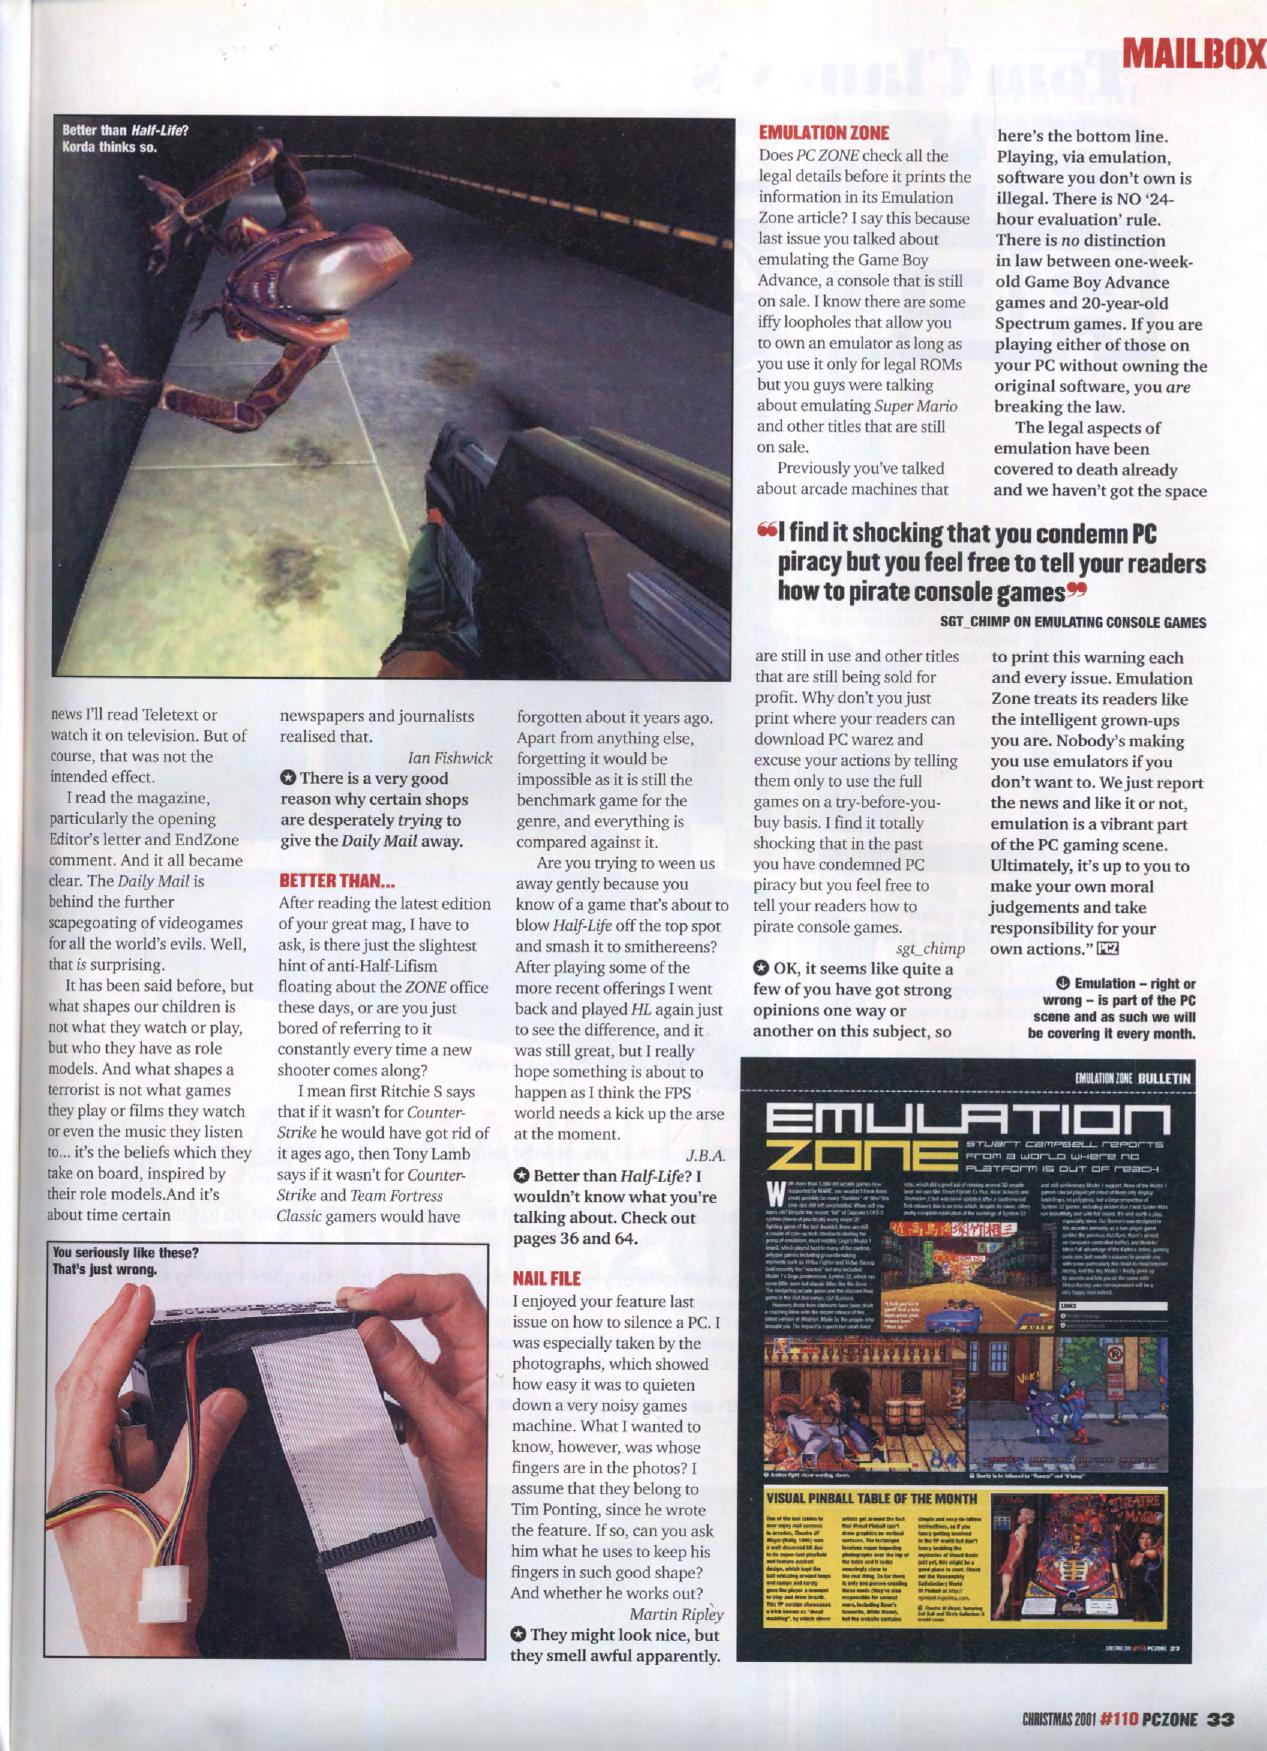 MAILBOX
Better than Half-Life?
Korda thinks so.
news I'll read Teletext or
watch it on television. But of
course, that was not the
intended effect.
I read the magazine,
particularly the opening
Editor's letter and EndZone
comment. And it all became
clear. The Daily Mail is
behind the further
scapegoating of videogames
for all the world's evils. Well,
that is surprising.
It has been said before, but
what shapes our children is
not what they watch or play,
but who they have as role
models. And what shapes a
terrorist is not what games
they play or films they watch
or even the music they listen
to... it's the beliefs which they
take on board, inspired by
their role models.And it's
about time certain
newspapers and journalists
realised that.
Ian Fishwick
There is a very good
reason why certain shops
are desperately trying to
give the Daily Mail away.
BETTER THAN...
After reading the latest edition
of your great mag, I have to
ask, is there just the slightest
hint of anti-Half-Lifism
floating about the ZONE office
these days, or are you just
bored of referring to it
constantly every time a new
shooter comes along?
I mean first Ritchie S says
that if it wasn't for Counter-
Strike he would have got rid of
it ages ago, then Tony Lamb
says if it wasn't for Counter-
Strike and Team Fortress
Classic gamers would have
forgotten about it years ago.
Apart from anything else,
forgetting it would be
impossible as it is still the
benchmark game for the
genre, and everything is
compared against it.
Are you trying to ween us
away gently because you
know of a game that's about to
blow Half-Life off the top spot
and smash it to smithereens?
After playing some of the
more recent offerings I went
back and played HL again just
to see the difference, and it
was still great, but I really
hope something is about to
happen as I think the FPS
world needs a kick up the arse
at the moment.
J.B.A.
Better than Half-Life? I
wouldn't know what you're
talking about. Check out
pages 36 and 64.
NAIL FILE
I enjoyed your feature last
issue on how to silence a PC. I
was especially taken by the
photographs, which showed
how easy it was to quieten
down a very noisy games
machine. What I wanted to
know, however, was whose
fingers are in the photos? I
assume that they belong to
Tim Ponting, since he wrote
the feature. If so, can you ask
him what he uses to keep his
fingers in such good shape?
And whether he works out?
Martin Ripley
They might look nice, but
they smell awful apparently.
You seriously like these?
That's just wrong.
EMULATION ZONE
Does PC ZONE check all the
legal details before it prints the
information in its Emulation
Zone article? I say this because
last issue you talked about
emulating the Game Boy
Advance, a console that is still
on sale. I know there are some
iffy loopholes that allow you
to own an emulator as long as
you use it only for legal ROMs
but you guys were talking
about emulating Super Mario
and other titles that are still
on sale.
Previously you've talked
about arcade machines that
are still in use and other titles
that are still being sold for
profit. Why don't you just
print where your readers can
download PC warez and
excuse your actions by telling
them only to use the full
games on a try-before-you-
buy basis. I find it totally
shocking that in the past
you have condemned PC
piracy but you feel free to
tell your readers how to
pirate console games.
sgt_chimp
OK, it seems like quite a
few of you have got strong
opinions one way or
another on this subject, so
here's the bottom line.
Playing, via emulation,
software you don't own is
illegal. There is NO '24-
hour evaluation' rule.
There is no distinction
in law between one-week-
old Game Boy Advance
games and 20-year-old
Spectrum games. If you are
playing either of those on
your PC without owning the
original software, you are
breaking the law.
The legal aspects of
emulation have been
covered to death already
and we haven't got the space
to print this warning each
and every issue. Emulation
Zone treats its readers like
the intelligent grown-ups
you are. Nobody's making
you use emulators if you
don't want to. We just report
the news and like it or not,
emulation is a vibrant part
of the PC gaming scene.
Ultimately, it's up to you to
make your own moral
judgements and take
responsibility for your
own actions." PCZ
“I find it shocking that you condemn PC
piracy but you feel free to tell your readers
how to pirate console games”
SGT_CHIMP ON EMULATING CONSOLE GAMES
Emulation – right or
wrong – is part of the PC
scene and as such we will
be covering it every month.
EMULATION ZONE BULLETIN
EMULATION
ZONE
STUART CAMPBELL REPORTS
FROM A WORLD WHERE NO
PLATFORM IS OUT OF REACH
LINKS
VOK!
AUTO
VISUAL PINBALL TABLE OF THE MONTH
THEATRE
MAGIC
CHRISTMAS 2001 #110 PCZONE 33